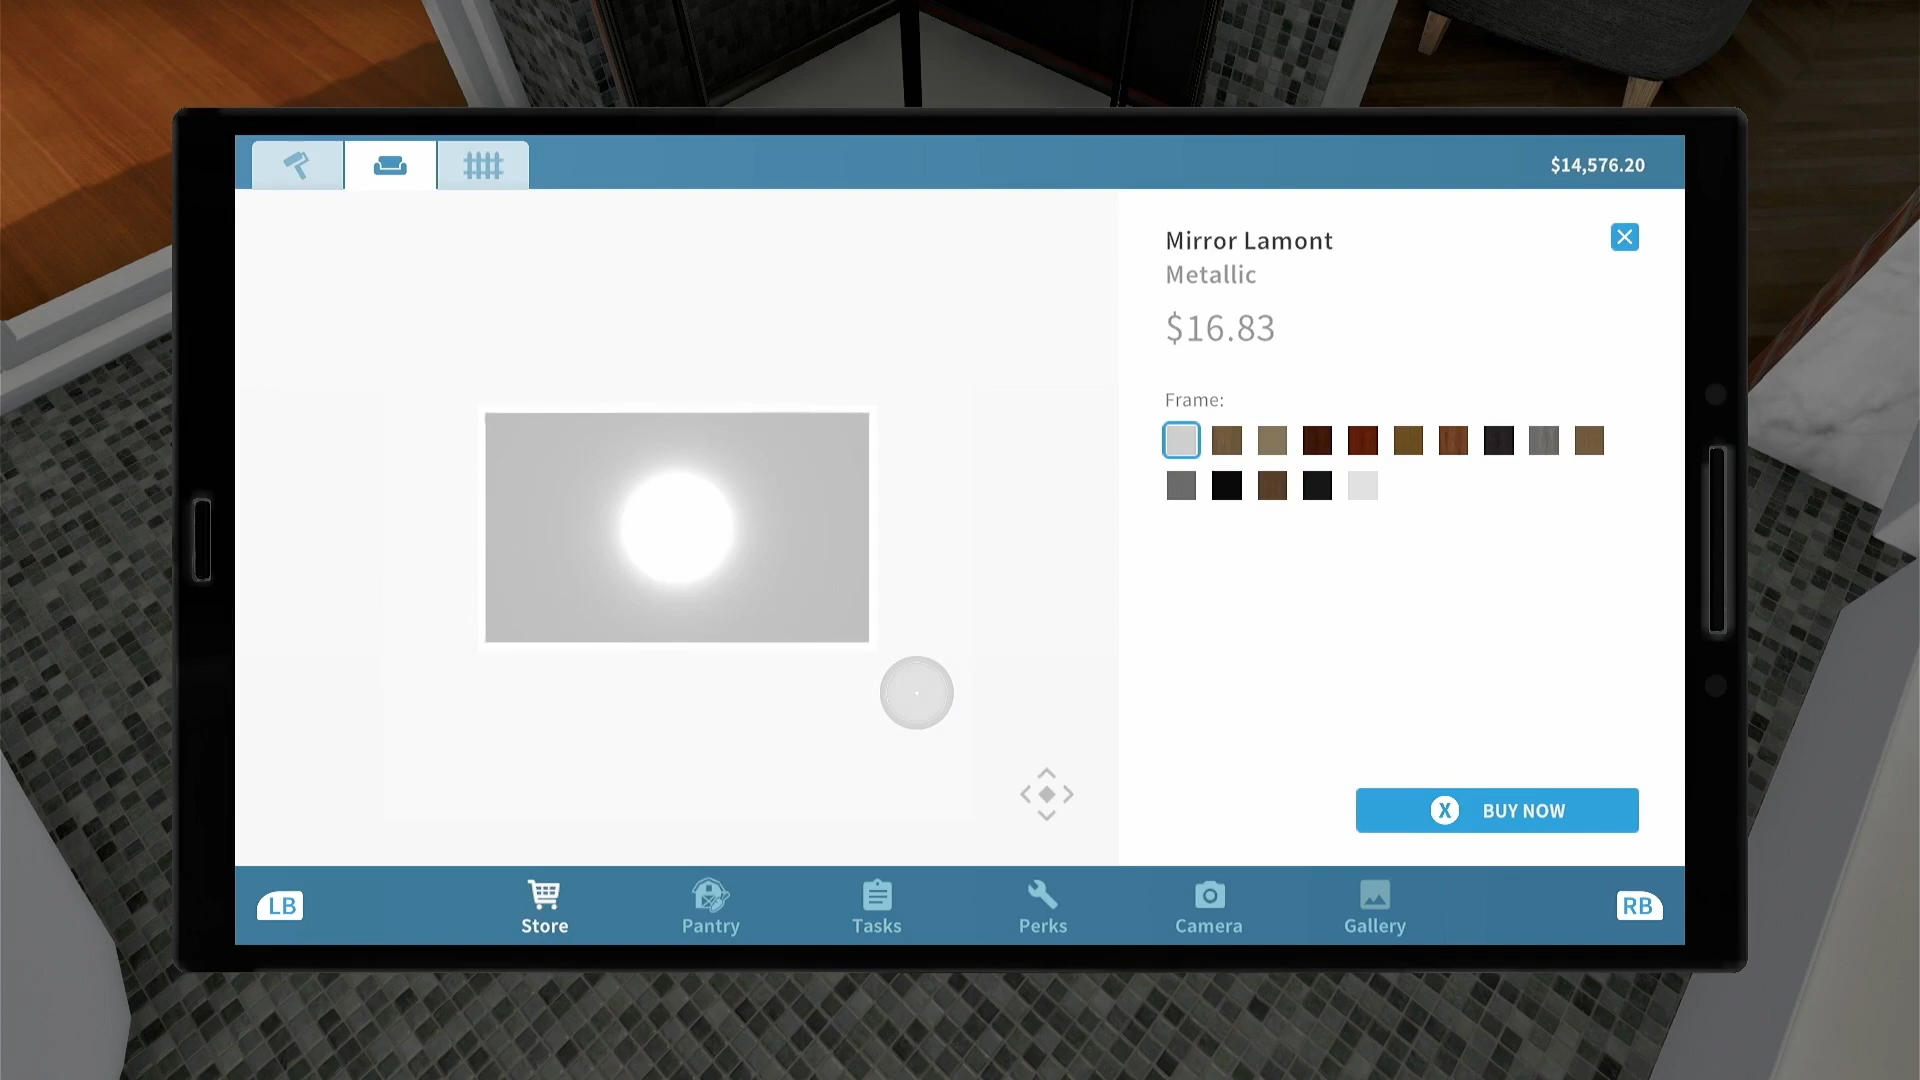 $14,576.20
Mirror Lamont
Metallic
$16.83
Frame:
X BUY NOW
LB
Store
Pantry
Tasks
Perks
Camera
Gallery
RB